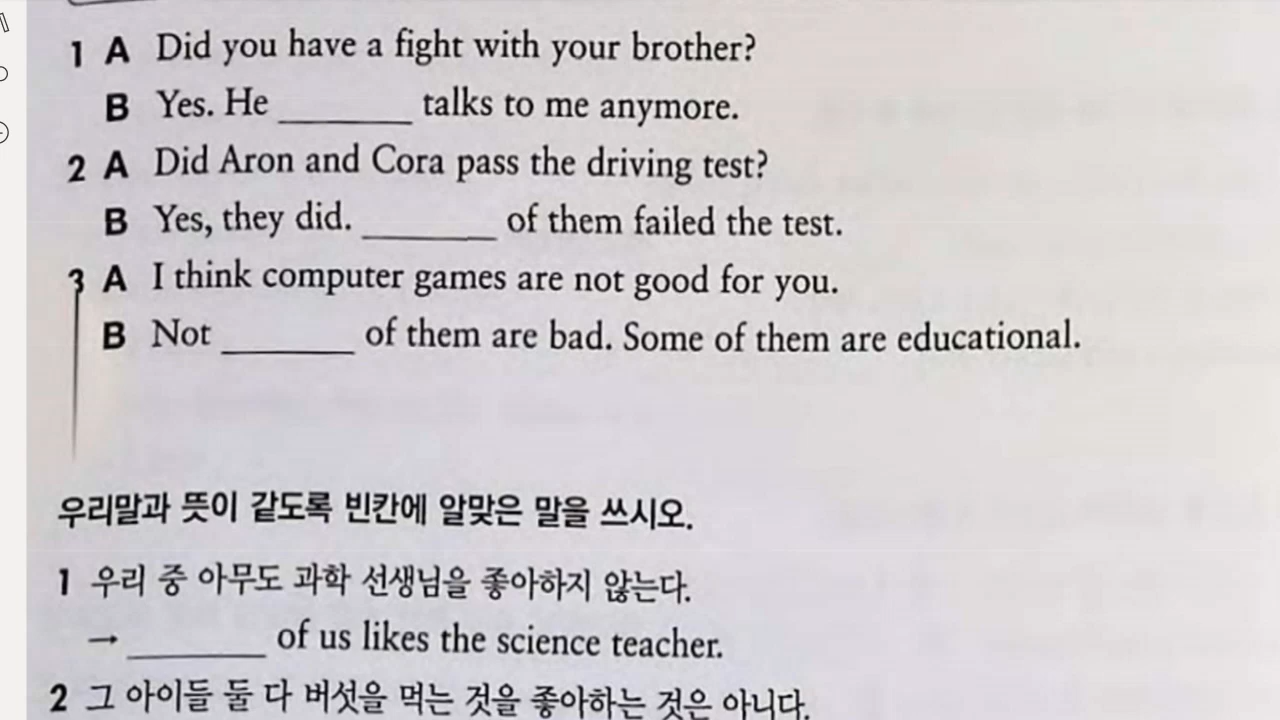 1 A Did you have a fight with your brother?
B Yes. He ________ talks to me anymore.
2 A Did Aron and Cora pass the driving test?
B Yes, they did. ________ of them failed the test.
3 A I think computer games are not good for you.
B Not ________ of them are bad. Some of them are educational.
우리말과 뜻이 같도록 빈칸에 알맞은 말을 쓰시오.
1 우리 중 아무도 과학 선생님을 좋아하지 않는다.
→ ________ of us likes the science teacher.
2 그 아이들 둘 다 버섯을 먹는 것을 좋아하는 것은 아니다.